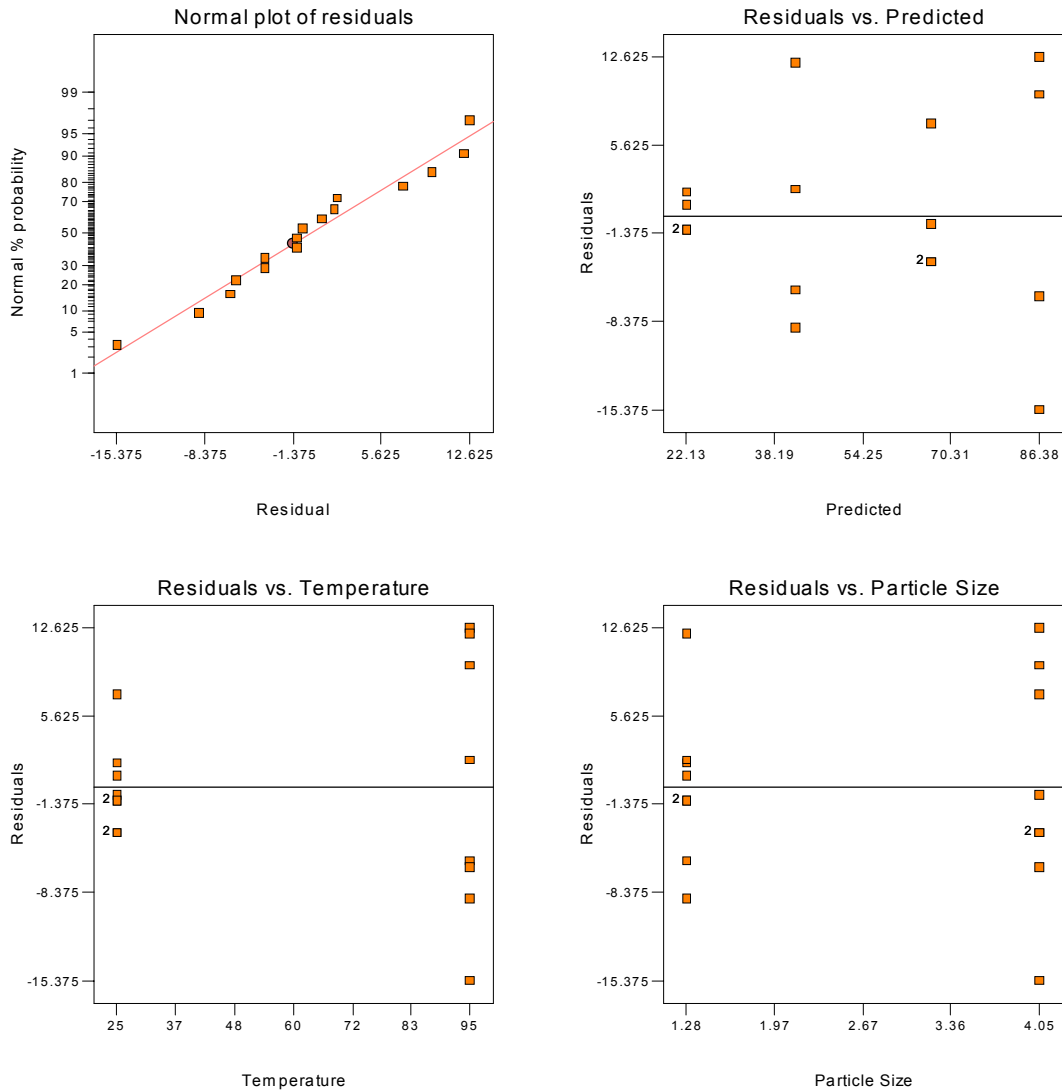 Normal plot of residuals
Normal % probability
99
95
90
80
70
50
30
20
10
5
1
-15.375 -8.375 -1.375 5.625 12.625
Residual
Residuals vs. Predicted
Residuals
12.625
5.625
-1.375
-8.375
-15.375
2
2
22.13 38.19 54.25 70.31 86.38
Predicted
Residuals vs. Temperature
Residuals
12.625
5.625
-1.375
-8.375
-15.375
2
2
25 37 48 60 72 83 95
Temperature
Residuals vs. Particle Size
Residuals
12.625
5.625
-1.375
-8.375
-15.375
2
2
1.28 1.97 2.67 3.36 4.05
Particle Size